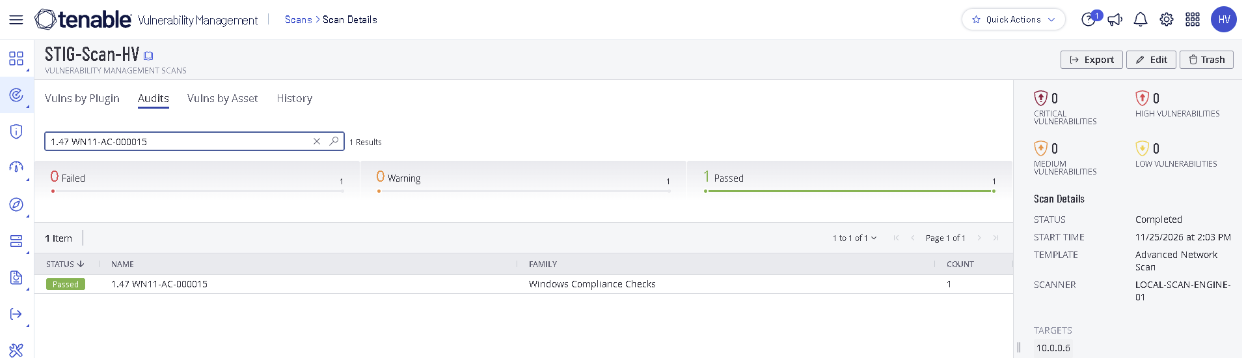 tenable Vulnerability Management Scans > Scan Details Quick Actions 1 HV
STIG-Scan-HV
VULNERABILITY MANAGEMENT SCANS
Export Edit Trash
Vulns by Plugin Audits Vulns by Asset History
1.47 WN11-AC-000015 1 Results
0 Failed 1 0 Warning 1 1 Passed 1
1 Item 1 to 1 of 1 Page 1 of 1
STATUS NAME FAMILY COUNT
Passed 1.47 WN11-AC-000015 Windows Compliance Checks 1
0 CRITICAL VULNERABILITIES
0 HIGH VULNERABILITIES
0 MEDIUM VULNERABILITIES
0 LOW VULNERABILITIES
Scan Details
STATUS Completed
START TIME 11/25/2026 at 2:03 PM
TEMPLATE Advanced Network
Scan
SCANNER LOCAL-SCAN-ENGINE-
01
TARGETS
10.0.0.6